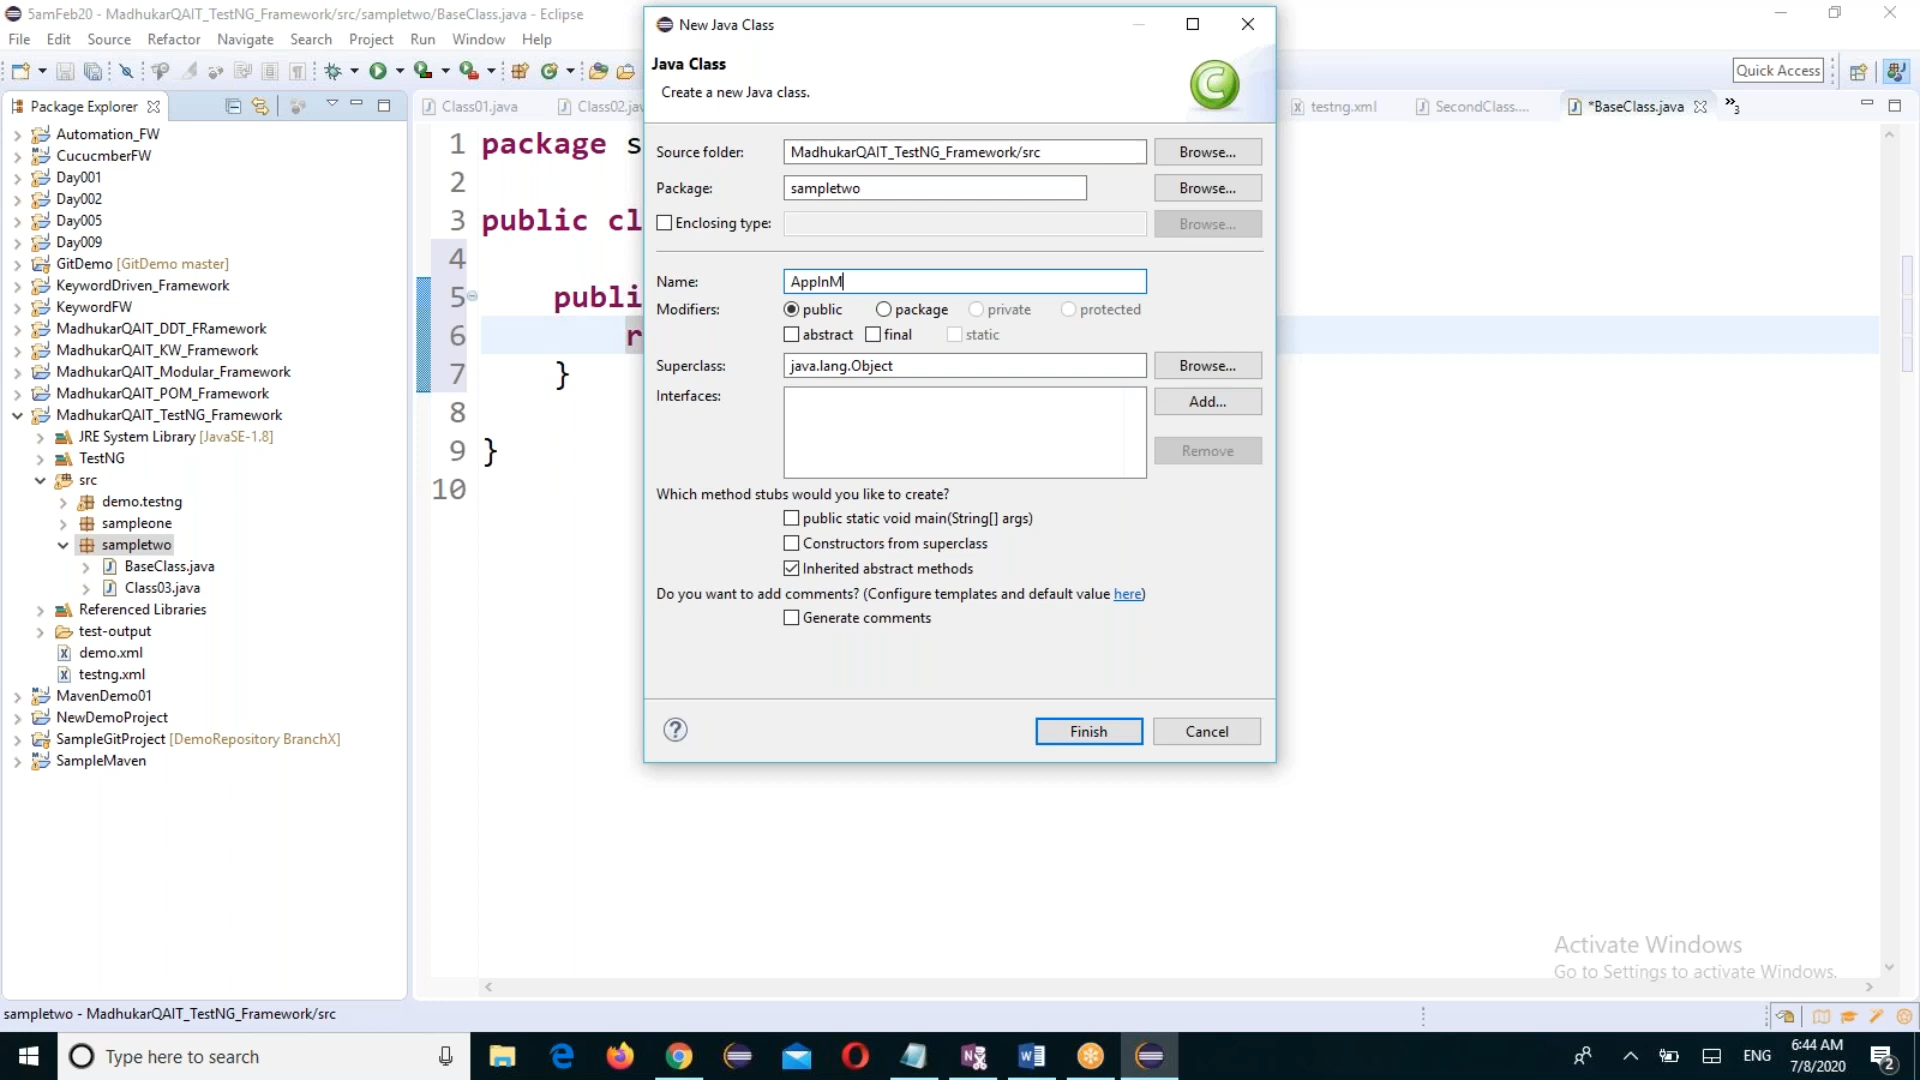 5amFeb20 - MadhukarQAIT_TestNG_Framework/src/sampletwo/BaseClass.java - Eclipse
File Edit Source Refactor Navigate Search Project Run Window Help
Quick Access
Package Explorer
Automation_FW
CucucmberFW
Day001
Day002
Day005
Day009
GitDemo [GitDemo master]
KeywordDriven_Framework
KeywordFW
MadhukarQAIT_DDT_FRamework
MadhukarQAIT_KW_Framework
MadhukarQAIT_Modular_Framework
MadhukarQAIT_POM_Framework
MadhukarQAIT_TestNG_Framework
JRE System Library [JavaSE-1.8]
TestNG
src
demo.testng
sampleone
sampletwo
BaseClass.java
Class03.java
Referenced Libraries
test-output
demo.xml
testng.xml
MavenDemo01
NewDemoProject
SampleGitProject [DemoRepository BranchX]
SampleMaven
Class01.java Class02.jav testng.xml SecondClass.... *BaseClass.java »3
1 package s
2
3 public cl
4
5 publi
6 r
7 }
8
9 }
10
New Java Class
Java Class
Create a new Java class.
Source folder: MadhukarQAIT_TestNG_Framework/src Browse...
Package: sampletwo Browse...
Enclosing type: Browse...
Name: AppInM
Modifiers: public package private protected
abstract final static
Superclass: java.lang.Object Browse...
Interfaces: Add...
Remove
Which method stubs would you like to create?
public static void main(String[] args)
Constructors from superclass
Inherited abstract methods
Do you want to add comments? (Configure templates and default value here)
Generate comments
Finish Cancel
Activate Windows
Go to Settings to activate Windows.
sampletwo - MadhukarQAIT_TestNG_Framework/src
Type here to search
ENG
6:44 AM
7/8/2020
2